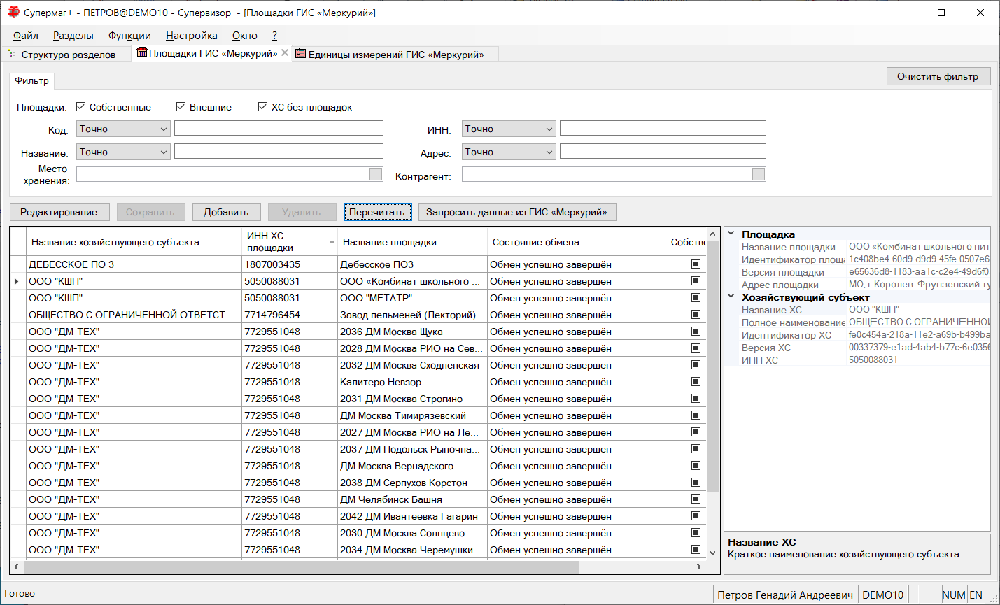 Супермаг+ - ПЕТРОВ@DEMO10 - Супервизор - [Площадки ГИС «Меркурий»]
Файл Разделы Функции Настройка Окно ?
Структура разделов Площадки ГИС «Меркурий» Единицы измерений ГИС «Меркурий»
Фильтр Очистить фильтр
Площадки: Собственные Внешние ХС без площадок
Код: Точно ИНН: Точно
Название: Точно Адрес: Точно
Место хранения: ... Контрагент: ...
Редактирование Сохранить Добавить Удалить Перечитать Запросить данные из ГИС «Меркурий»
Название хозяйствующего субъекта ИНН ХС площадки Название площадки Состояние обмена Собстве
ДЕБЕССКОЕ ПО 3 1807003435 Дебесское ПО3 Обмен успешно завершён
ООО "КШП" 5050088031 ООО «Комбинат школьного ... Обмен успешно завершён
ООО "КШП" 5050088031 ООО "МЕТАТР" Обмен успешно завершён
ОБЩЕСТВО С ОГРАНИЧЕННОЙ ОТВЕТСТ... 7714796454 Завод пельменей (Лекторий) Обмен успешно завершён
ООО "ДМ-ТЕХ" 7729551048 2036 ДМ Москва Щука Обмен успешно завершён
ООО "ДМ-ТЕХ" 7729551048 2028 ДМ Москва РИО на Сев... Обмен успешно завершён
ООО "ДМ-ТЕХ" 7729551048 2032 ДМ Москва Сходненская Обмен успешно завершён
ООО "ДМ-ТЕХ" 7729551048 Калитеро Невзор Обмен успешно завершён
ООО "ДМ-ТЕХ" 7729551048 2031 ДМ Москва Строгино Обмен успешно завершён
ООО "ДМ-ТЕХ" 7729551048 ДМ Москва Тимирязевский Обмен успешно завершён
ООО "ДМ-ТЕХ" 7729551048 2027 ДМ Москва РИО на Ле... Обмен успешно завершён
ООО "ДМ-ТЕХ" 7729551048 2037 ДМ Подольск Рыночна... Обмен успешно завершён
ООО "ДМ-ТЕХ" 7729551048 ДМ Москва Вернадского Обмен успешно завершён
ООО "ДМ-ТЕХ" 7729551048 2038 ДМ Серпухов Корстон Обмен успешно завершён
ООО "ДМ-ТЕХ" 7729551048 ДМ Челябинск Башня Обмен успешно завершён
ООО "ДМ-ТЕХ" 7729551048 2042 ДМ Ивантеевка Гагарин Обмен успешно завершён
ООО "ДМ-ТЕХ" 7729551048 2030 ДМ Москва Солнцево Обмен успешно завершён
ООО "ДМ-ТЕХ" 7729551048 2034 ДМ Москва Черемушки Обмен успешно завершён
Площадка
Название площадки ООО «Комбинат школьного пит
Идентификатор площа 1c408be4-60d9-d9d9-45fe-0507e6
Версия площадки e65636d8-1183-aa1c-c2e4-49d6f0
Адрес площадки МО, г.Королев. Фрунзенский ту
Хозяйствующий субъект
Название ХС ООО "КШП"
Полное наименование ОБЩЕСТВО С ОГРАНИЧЕННОЙ
Идентификатор ХС fe0c454a-218a-11e2-a69b-b499ba
Версия ХС 00337379-e1ad-4ab4-b77c-6e0356
ИНН ХС 5050088031
Название ХС
Краткое наименование хозяйствующего субъекта
Готово Петров Генадий Андреевич DEMO10 NUM EN